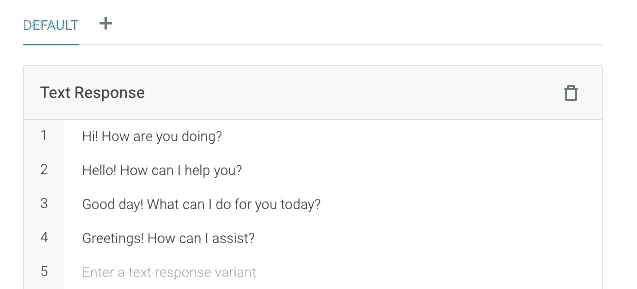 DEFAULT +
Text Response
1 Hi! How are you doing?
2 Hello! How can I help you?
3 Good day! What can I do for you today?
4 Greetings! How can I assist?
5 Enter a text response variant